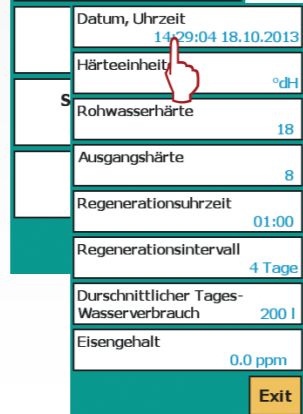 Datum, Uhrzeit
14:29:04 18.10.2013
Härteeinheit
°dH
S
Rohwasserhärte
18
Ausgangshärte
8
Regenerationsuhrzeit
01:00
Regenerationsintervall
4 Tage
Durschnittlicher Tages-
Wasserverbrauch 200 l
Eisengehalt
0.0 ppm
Exit